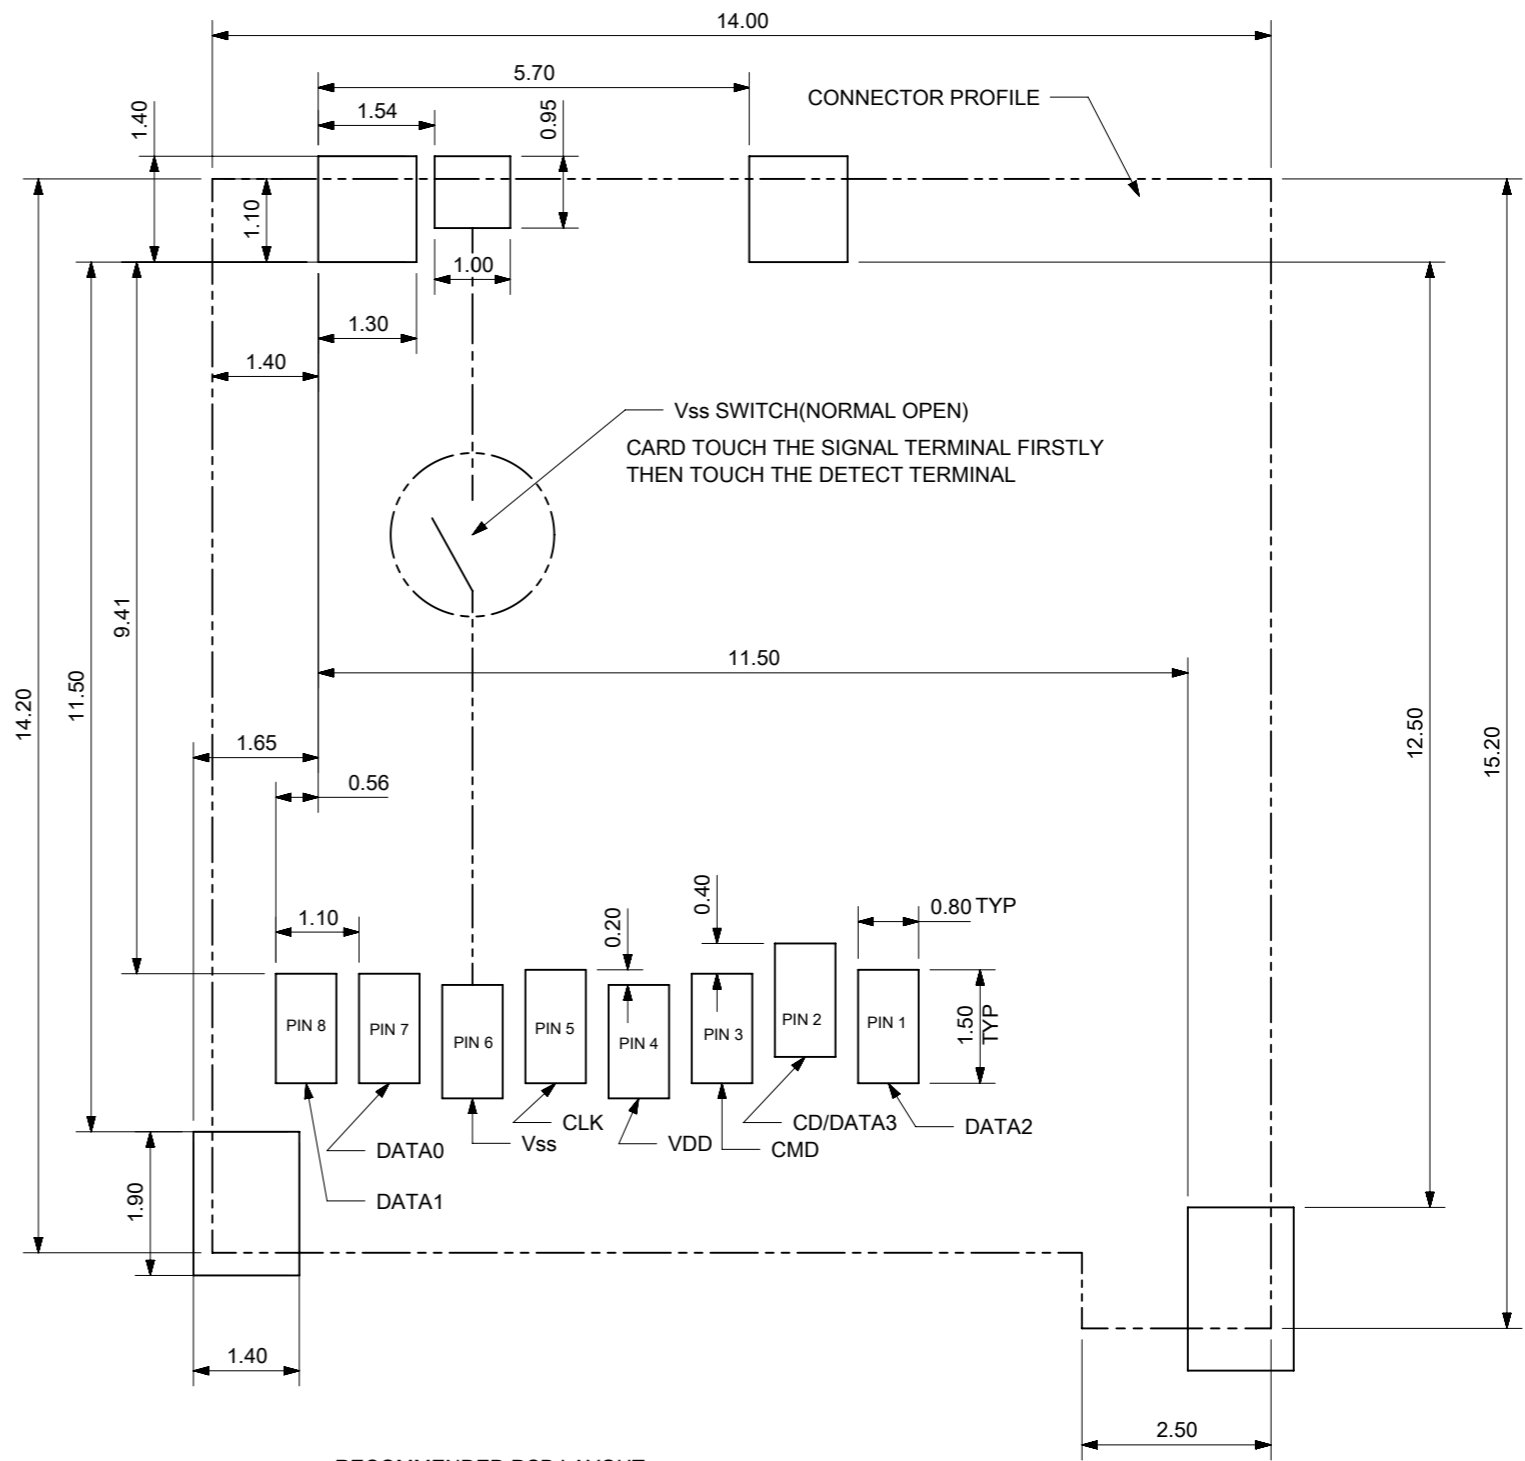 14.00
5.70
CONNECTOR PROFILE
1.54
1.40
0.95
1.10
1.00
1.30
1.40
Vss SWITCH(NORMAL OPEN)
CARD TOUCH THE SIGNAL TERMINAL FIRSTLY
THEN TOUCH THE DETECT TERMINAL
9.41
11.50
14.20
11.50
12.50
15.20
1.65
0.56
1.10
0.20
0.40
0.80 TYP
1.50
TYP
PIN 8
PIN 7
PIN 6
PIN 5
PIN 4
PIN 3
PIN 2
PIN 1
CLK
CD/DATA3
DATA2
DATA0
Vss
VDD
CMD
DATA1
1.90
1.40
2.50
RECOMMENDED PCB LAYOUT